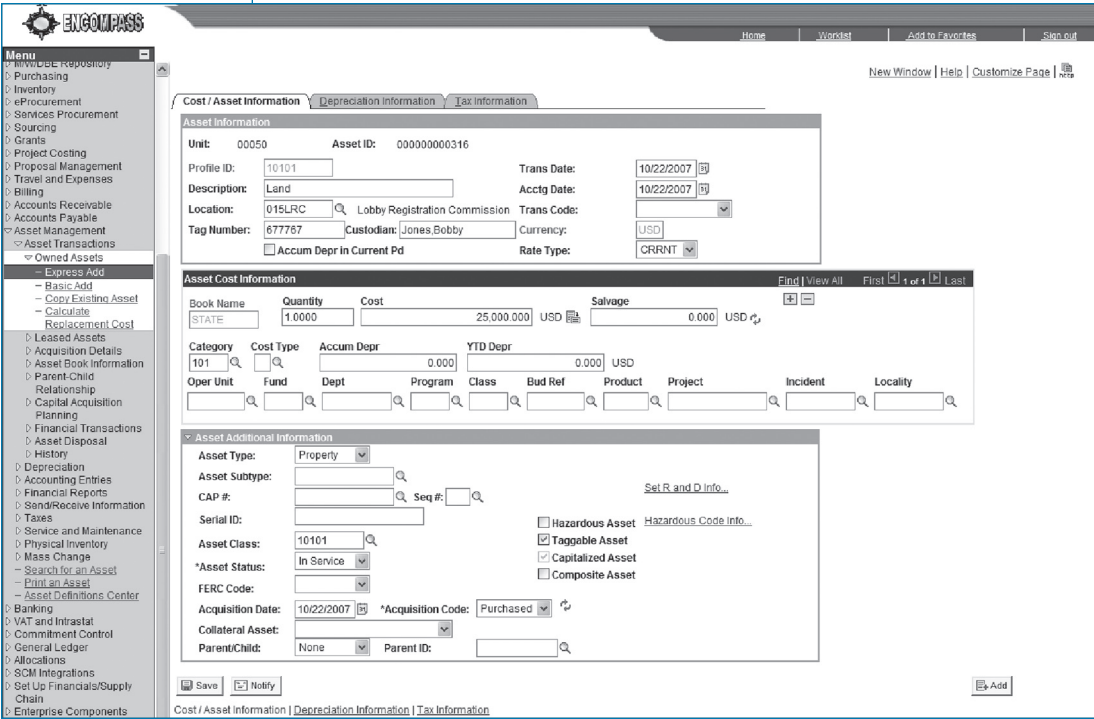 ENCOMPASS
Home Worklist Add to Favorites Sign out
Menu
M/W/DBE Repository
Purchasing
Inventory
eProcurement
Services Procurement
Sourcing
Grants
Project Costing
Proposal Management
Travel and Expenses
Billing
Accounts Receivable
Accounts Payable
Asset Management
Asset Transactions
Owned Assets
– Express Add
– Basic Add
– Copy Existing Asset
– Calculate
Replacement Cost
Leased Assets
Acquisition Details
Asset Book Information
Parent-Child
Relationship
Capital Acquisition
Planning
Financial Transactions
Asset Disposal
History
Depreciation
Accounting Entries
Financial Reports
Send/Receive Information
Taxes
Service and Maintenance
Physical Inventory
Mass Change
– Search for an Asset
– Print an Asset
– Asset Definitions Center
Banking
VAT and Intrastat
Commitment Control
General Ledger
Allocations
SCM Integrations
Set Up Financials/Supply
Chain
Enterprise Components
New Window | Help | Customize Page |
Cost / Asset Information Depreciation Information Tax Information
Asset Information
Unit: 00050 Asset ID: 000000000316
Profile ID: 10101 Trans Date: 10/22/2007
Description: Land Acctg Date: 10/22/2007
Location: 015LRC Lobby Registration Commission Trans Code:
Tag Number: 677767 Custodian: Jones,Bobby Currency: USD
Accum Depr in Current Pd Rate Type: CRRNT
Asset Cost Information Find | View All First 1 of 1 Last
Book Name Quantity Cost Salvage
STATE 1.0000 25,000.000 USD 0.000 USD
Category Cost Type Accum Depr YTD Depr
101 0.000 0.000 USD
Oper Unit Fund Dept Program Class Bud Ref Product Project Incident Locality
Asset Additional Information
Asset Type: Property
Asset Subtype:
CAP #: Seq #: Set R and D Info...
Serial ID:
Hazardous Asset Hazardous Code Info...
Asset Class: 10101 Taggable Asset
*Asset Status: In Service Capitalized Asset
FERC Code: Composite Asset
Acquisition Date: 10/22/2007 *Acquisition Code: Purchased
Collateral Asset:
Parent/Child: None Parent ID:
Save Notify Add
Cost / Asset Information | Depreciation Information | Tax Information